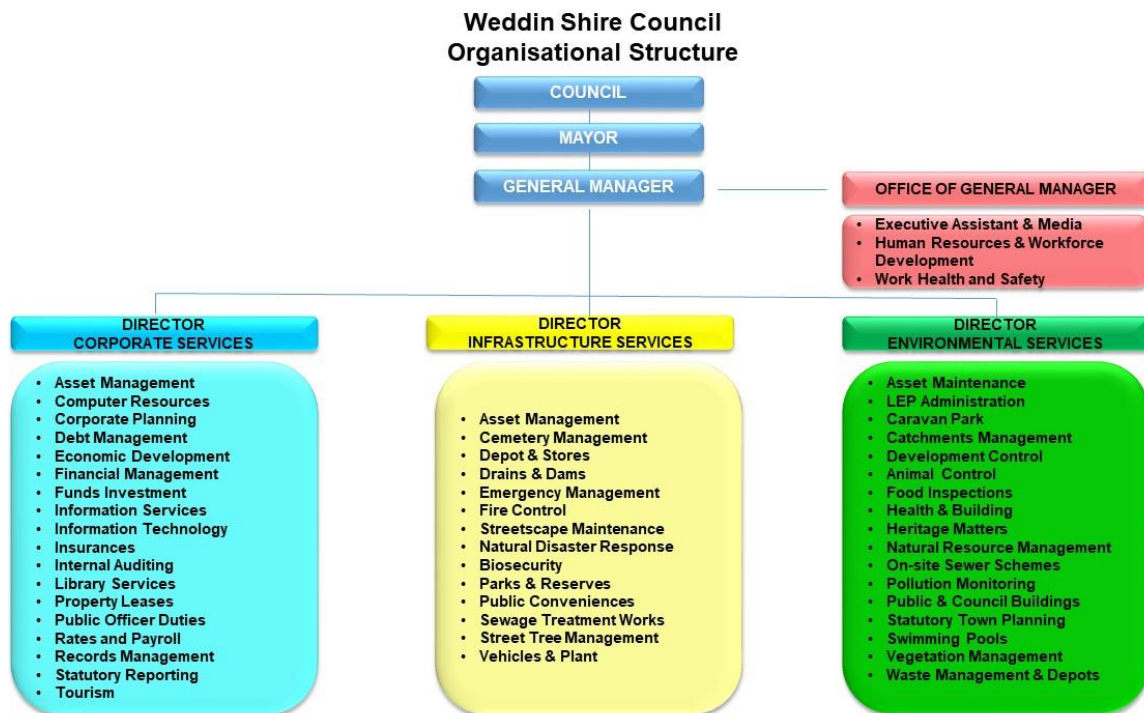 Weddin Shire Council
Organisational Structure
COUNCIL
MAYOR
GENERAL MANAGER
OFFICE OF GENERAL MANAGER
• Executive Assistant & Media
• Human Resources & Workforce
Development
• Work Health and Safety
DIRECTOR
CORPORATE SERVICES
• Asset Management
• Computer Resources
• Corporate Planning
• Debt Management
• Economic Development
• Financial Management
• Funds Investment
• Information Services
• Information Technology
• Insurances
• Internal Auditing
• Library Services
• Property Leases
• Public Officer Duties
• Rates and Payroll
• Records Management
• Statutory Reporting
• Tourism
DIRECTOR
INFRASTRUCTURE SERVICES
• Asset Management
• Cemetery Management
• Depot & Stores
• Drains & Dams
• Emergency Management
• Fire Control
• Streetscape Maintenance
• Natural Disaster Response
• Biosecurity
• Parks & Reserves
• Public Conveniences
• Sewage Treatment Works
• Street Tree Management
• Vehicles & Plant
DIRECTOR
ENVIRONMENTAL SERVICES
• Asset Maintenance
• LEP Administration
• Caravan Park
• Catchments Management
• Development Control
• Animal Control
• Food Inspections
• Health & Building
• Heritage Matters
• Natural Resource Management
• On-site Sewer Schemes
• Pollution Monitoring
• Public & Council Buildings
• Statutory Town Planning
• Swimming Pools
• Vegetation Management
• Waste Management & Depots